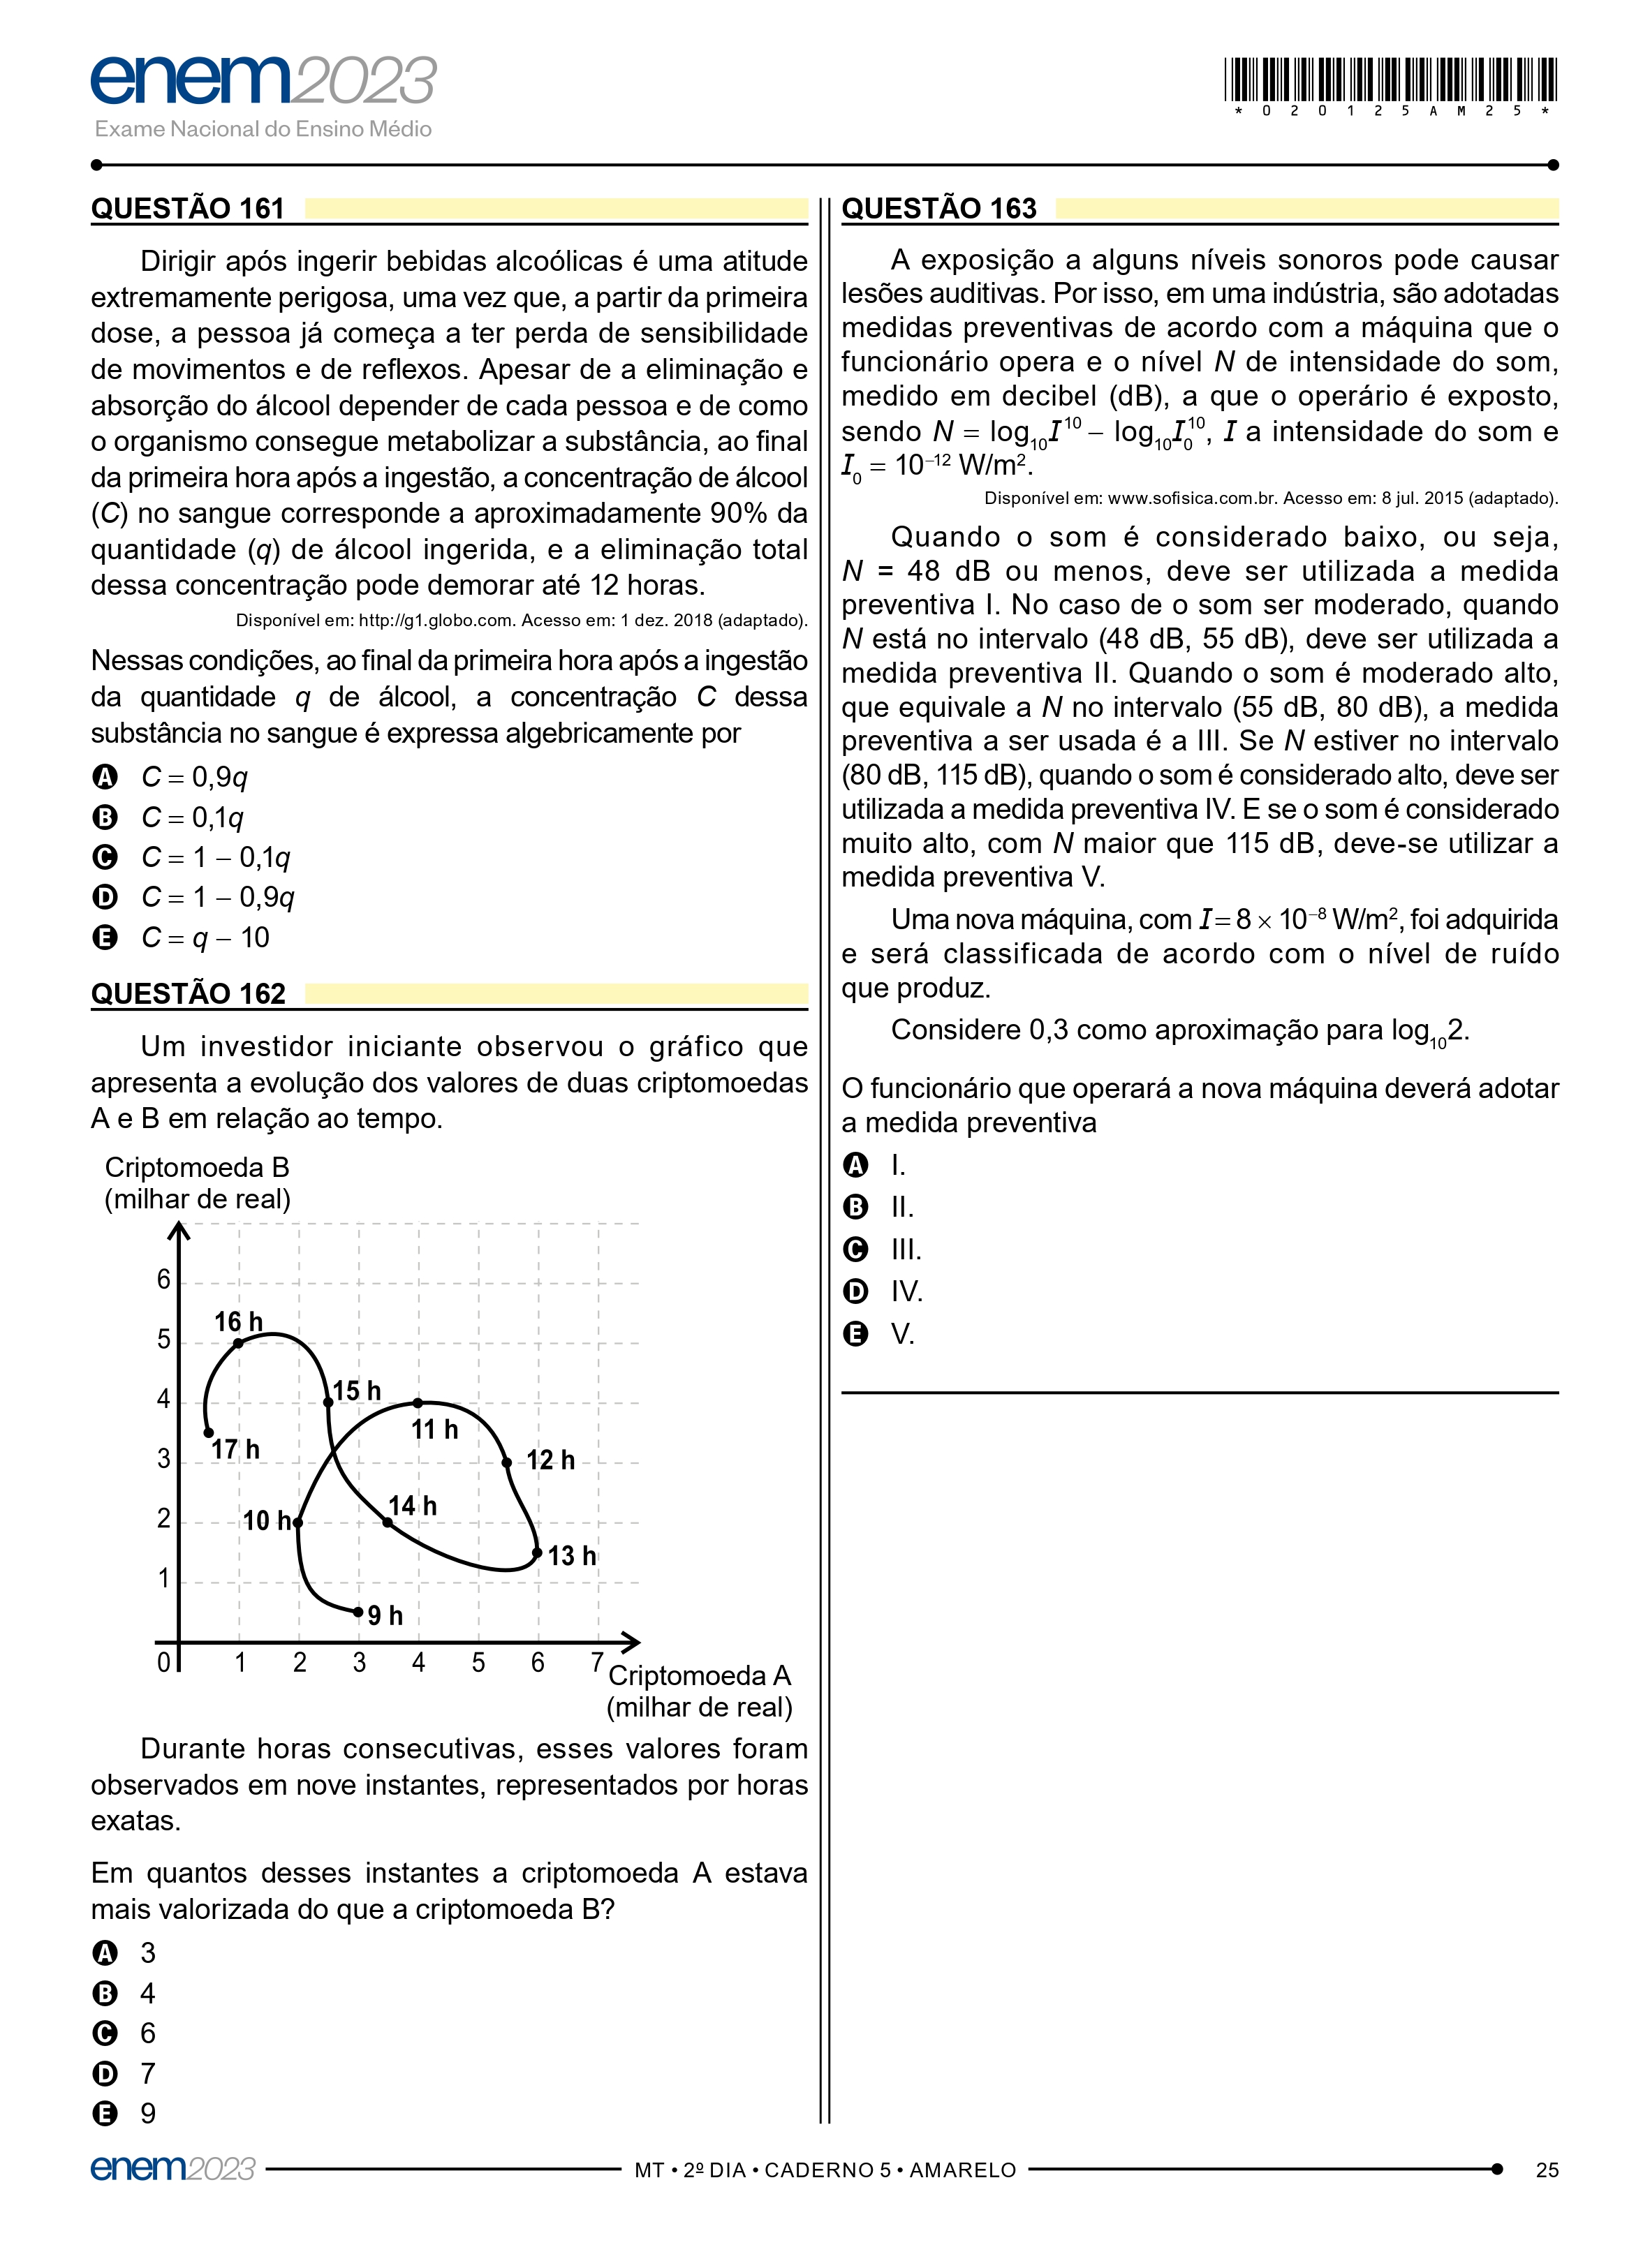 enem2023
Exame Nacional do Ensino Médio
*020125AM25*
QUESTÃO 161
Dirigir após ingerir bebidas alcoólicas é uma atitude
extremamente perigosa, uma vez que, a partir da primeira
dose, a pessoa já começa a ter perda de sensibilidade
de movimentos e de reflexos. Apesar de a eliminação e
absorção do álcool depender de cada pessoa e de como
o organismo consegue metabolizar a substância, ao final
da primeira hora após a ingestão, a concentração de álcool
(C) no sangue corresponde a aproximadamente 90% da
quantidade (q) de álcool ingerida, e a eliminação total
dessa concentração pode demorar até 12 horas.
Disponível em: http://g1.globo.com. Acesso em: 1 dez. 2018 (adaptado).
Nessas condições, ao final da primeira hora após a ingestão
da quantidade q de álcool, a concentração C dessa
substância no sangue é expressa algebricamente por
A C = 0,9q
B C = 0,1q
C C = 1 − 0,1q
D C = 1 − 0,9q
E C = q − 10
QUESTÃO 162
Um investidor iniciante observou o gráfico que
apresenta a evolução dos valores de duas criptomoedas
A e B em relação ao tempo.
Criptomoeda B
(milhar de real)
6
5
4
3
2
1
0
1
2
3
4
5
6
7
16 h
15 h
11 h
17 h
12 h
14 h
10 h
13 h
9 h
Criptomoeda A
(milhar de real)
Durante horas consecutivas, esses valores foram
observados em nove instantes, representados por horas
exatas.
Em quantos desses instantes a criptomoeda A estava
mais valorizada do que a criptomoeda B?
A 3
B 4
C 6
D 7
E 9
QUESTÃO 163
A exposição a alguns níveis sonoros pode causar
lesões auditivas. Por isso, em uma indústria, são adotadas
medidas preventivas de acordo com a máquina que o
funcionário opera e o nível N de intensidade do som,
medido em decibel (dB), a que o operário é exposto,
sendo N = log₁₀I¹⁰ − log₁₀I₀¹⁰, I a intensidade do som e
I₀ = 10⁻¹² W/m².
Disponível em: www.sofisica.com.br. Acesso em: 8 jul. 2015 (adaptado).
Quando o som é considerado baixo, ou seja,
N = 48 dB ou menos, deve ser utilizada a medida
preventiva I. No caso de o som ser moderado, quando
N está no intervalo (48 dB, 55 dB), deve ser utilizada a
medida preventiva II. Quando o som é moderado alto,
que equivale a N no intervalo (55 dB, 80 dB), a medida
preventiva a ser usada é a III. Se N estiver no intervalo
(80 dB, 115 dB), quando o som é considerado alto, deve ser
utilizada a medida preventiva IV. E se o som é considerado
muito alto, com N maior que 115 dB, deve-se utilizar a
medida preventiva V.
Uma nova máquina, com I = 8 × 10⁻⁸ W/m², foi adquirida
e será classificada de acordo com o nível de ruído
que produz.
Considere 0,3 como aproximação para log₁₀2.
O funcionário que operará a nova máquina deverá adotar
a medida preventiva
A I.
B II.
C III.
D IV.
E V.
enem2023
MT • 2º DIA • CADERNO 5 • AMARELO
25